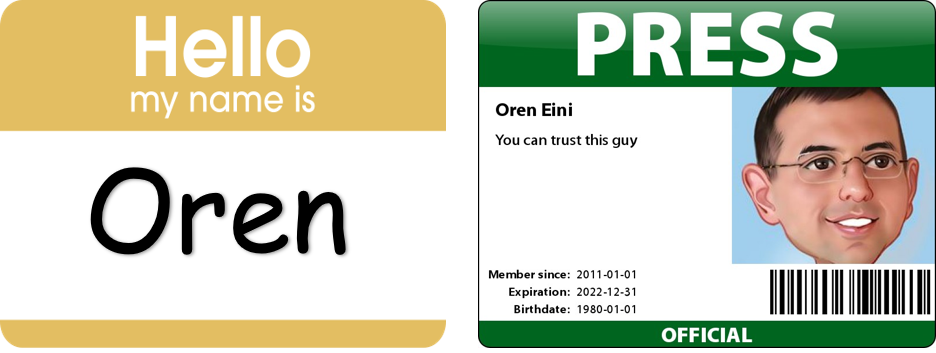 Hello
my name is
Oren
PRESS
Oren Eini
You can trust this guy
Member since: 2011-01-01
Expiration: 2022-12-31
Birthdate: 1980-01-01
OFFICIAL